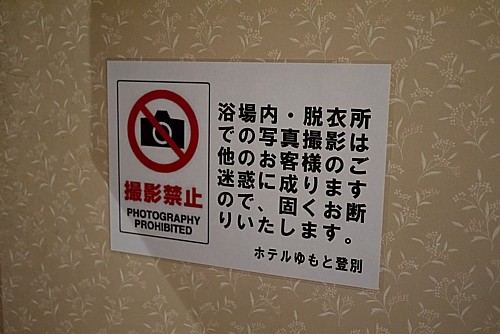 撮影禁止
PHOTOGRAPHY
PROHIBITED
浴場内・脱衣所
での写真撮影は
他のお客様のご
迷惑に成ります
ので、固くお断
りいたします。
ホテルゆもと登別